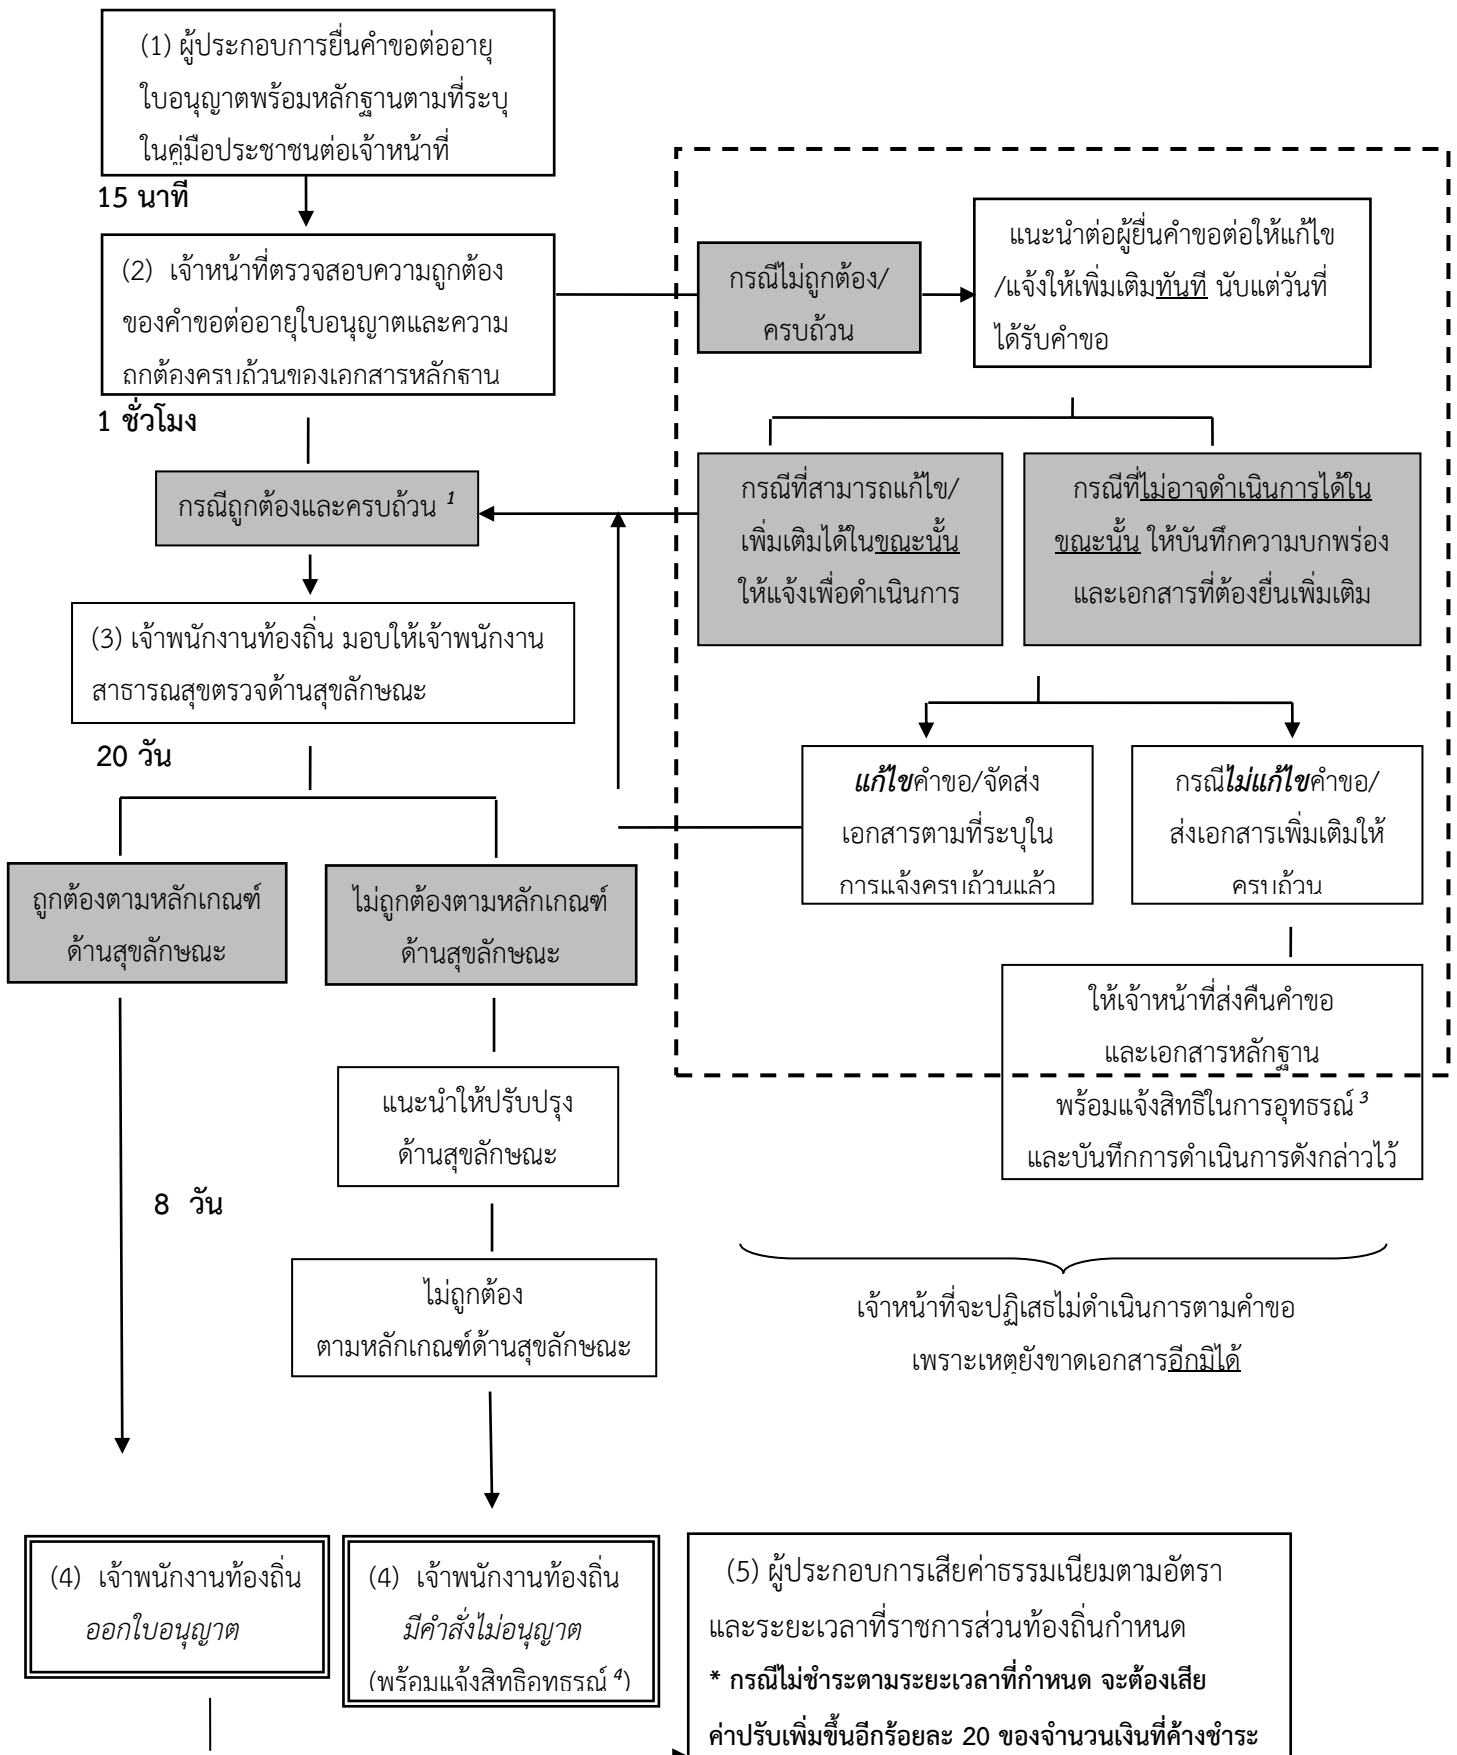 (1) ผู้ประกอบการยื่นคำขอต่ออายุ
ใบอนุญาตพร้อมหลักฐานตามที่ระบุ
ในคู่มือประชาชนต่อเจ้าหน้าที่
15 นาที
(2) เจ้าหน้าที่ตรวจสอบความถูกต้อง
ของคำขอต่ออายุใบอนุญาตและความ
ถูกต้องครบถ้วนของเอกสารหลักฐาน
กรณีไม่ถูกต้อง/
ครบถ้วน
แนะนำต่อผู้ยื่นคำขอต่อให้แก้ไข
/แจ้งให้เพิ่มเติมทันที นับแต่วันที่
ได้รับคำขอ
1 ชั่วโมง
กรณีถูกต้องและครบถ้วน 1
กรณีที่สามารถแก้ไข/
เพิ่มเติมได้ในขณะนั้น
ให้แจ้งเพื่อดำเนินการ
กรณีที่ไม่อาจดำเนินการได้ใน
ขณะนั้น ให้บันทึกความบกพร่อง
และเอกสารที่ต้องยื่นเพิ่มเติม
(3) เจ้าพนักงานท้องถิ่น มอบให้เจ้าพนักงาน
สาธารณสุขตรวจด้านสุขลักษณะ
20 วัน
แก้ไขคำขอ/จัดส่ง
เอกสารตามที่ระบุใน
การแจ้งครบถ้วนแล้ว
กรณีไม่แก้ไขคำขอ/
ส่งเอกสารเพิ่มเติมให้
ครบถ้วน
ถูกต้องตามหลักเกณฑ์
ด้านสุขลักษณะ
ไม่ถูกต้องตามหลักเกณฑ์
ด้านสุขลักษณะ
ให้เจ้าหน้าที่ส่งคืนคำขอ
และเอกสารหลักฐาน
พร้อมแจ้งสิทธิในการอุทธรณ์ 3
และบันทึกการดำเนินการดังกล่าวไว้
แนะนำให้ปรับปรุง
ด้านสุขลักษณะ
8 วัน
ไม่ถูกต้อง
ตามหลักเกณฑ์ด้านสุขลักษณะ
เจ้าหน้าที่จะปฏิเสธไม่ดำเนินการตามคำขอ
เพราะเหตุยังขาดเอกสารอีกมิได้
(4) เจ้าพนักงานท้องถิ่น
ออกใบอนุญาต
(4) เจ้าพนักงานท้องถิ่น
มีคำสั่งไม่อนุญาต
(พร้อมแจ้งสิทธิอุทธรณ์ 4)
(5) ผู้ประกอบการเสียค่าธรรมเนียมตามอัตรา
และระยะเวลาที่ราชการส่วนท้องถิ่นกำหนด
* กรณีไม่ชำระตามระยะเวลาที่กำหนด จะต้องเสีย
ค่าปรับเพิ่มขึ้นอีกร้อยละ 20 ของจำนวนเงินที่ค้างชำระ